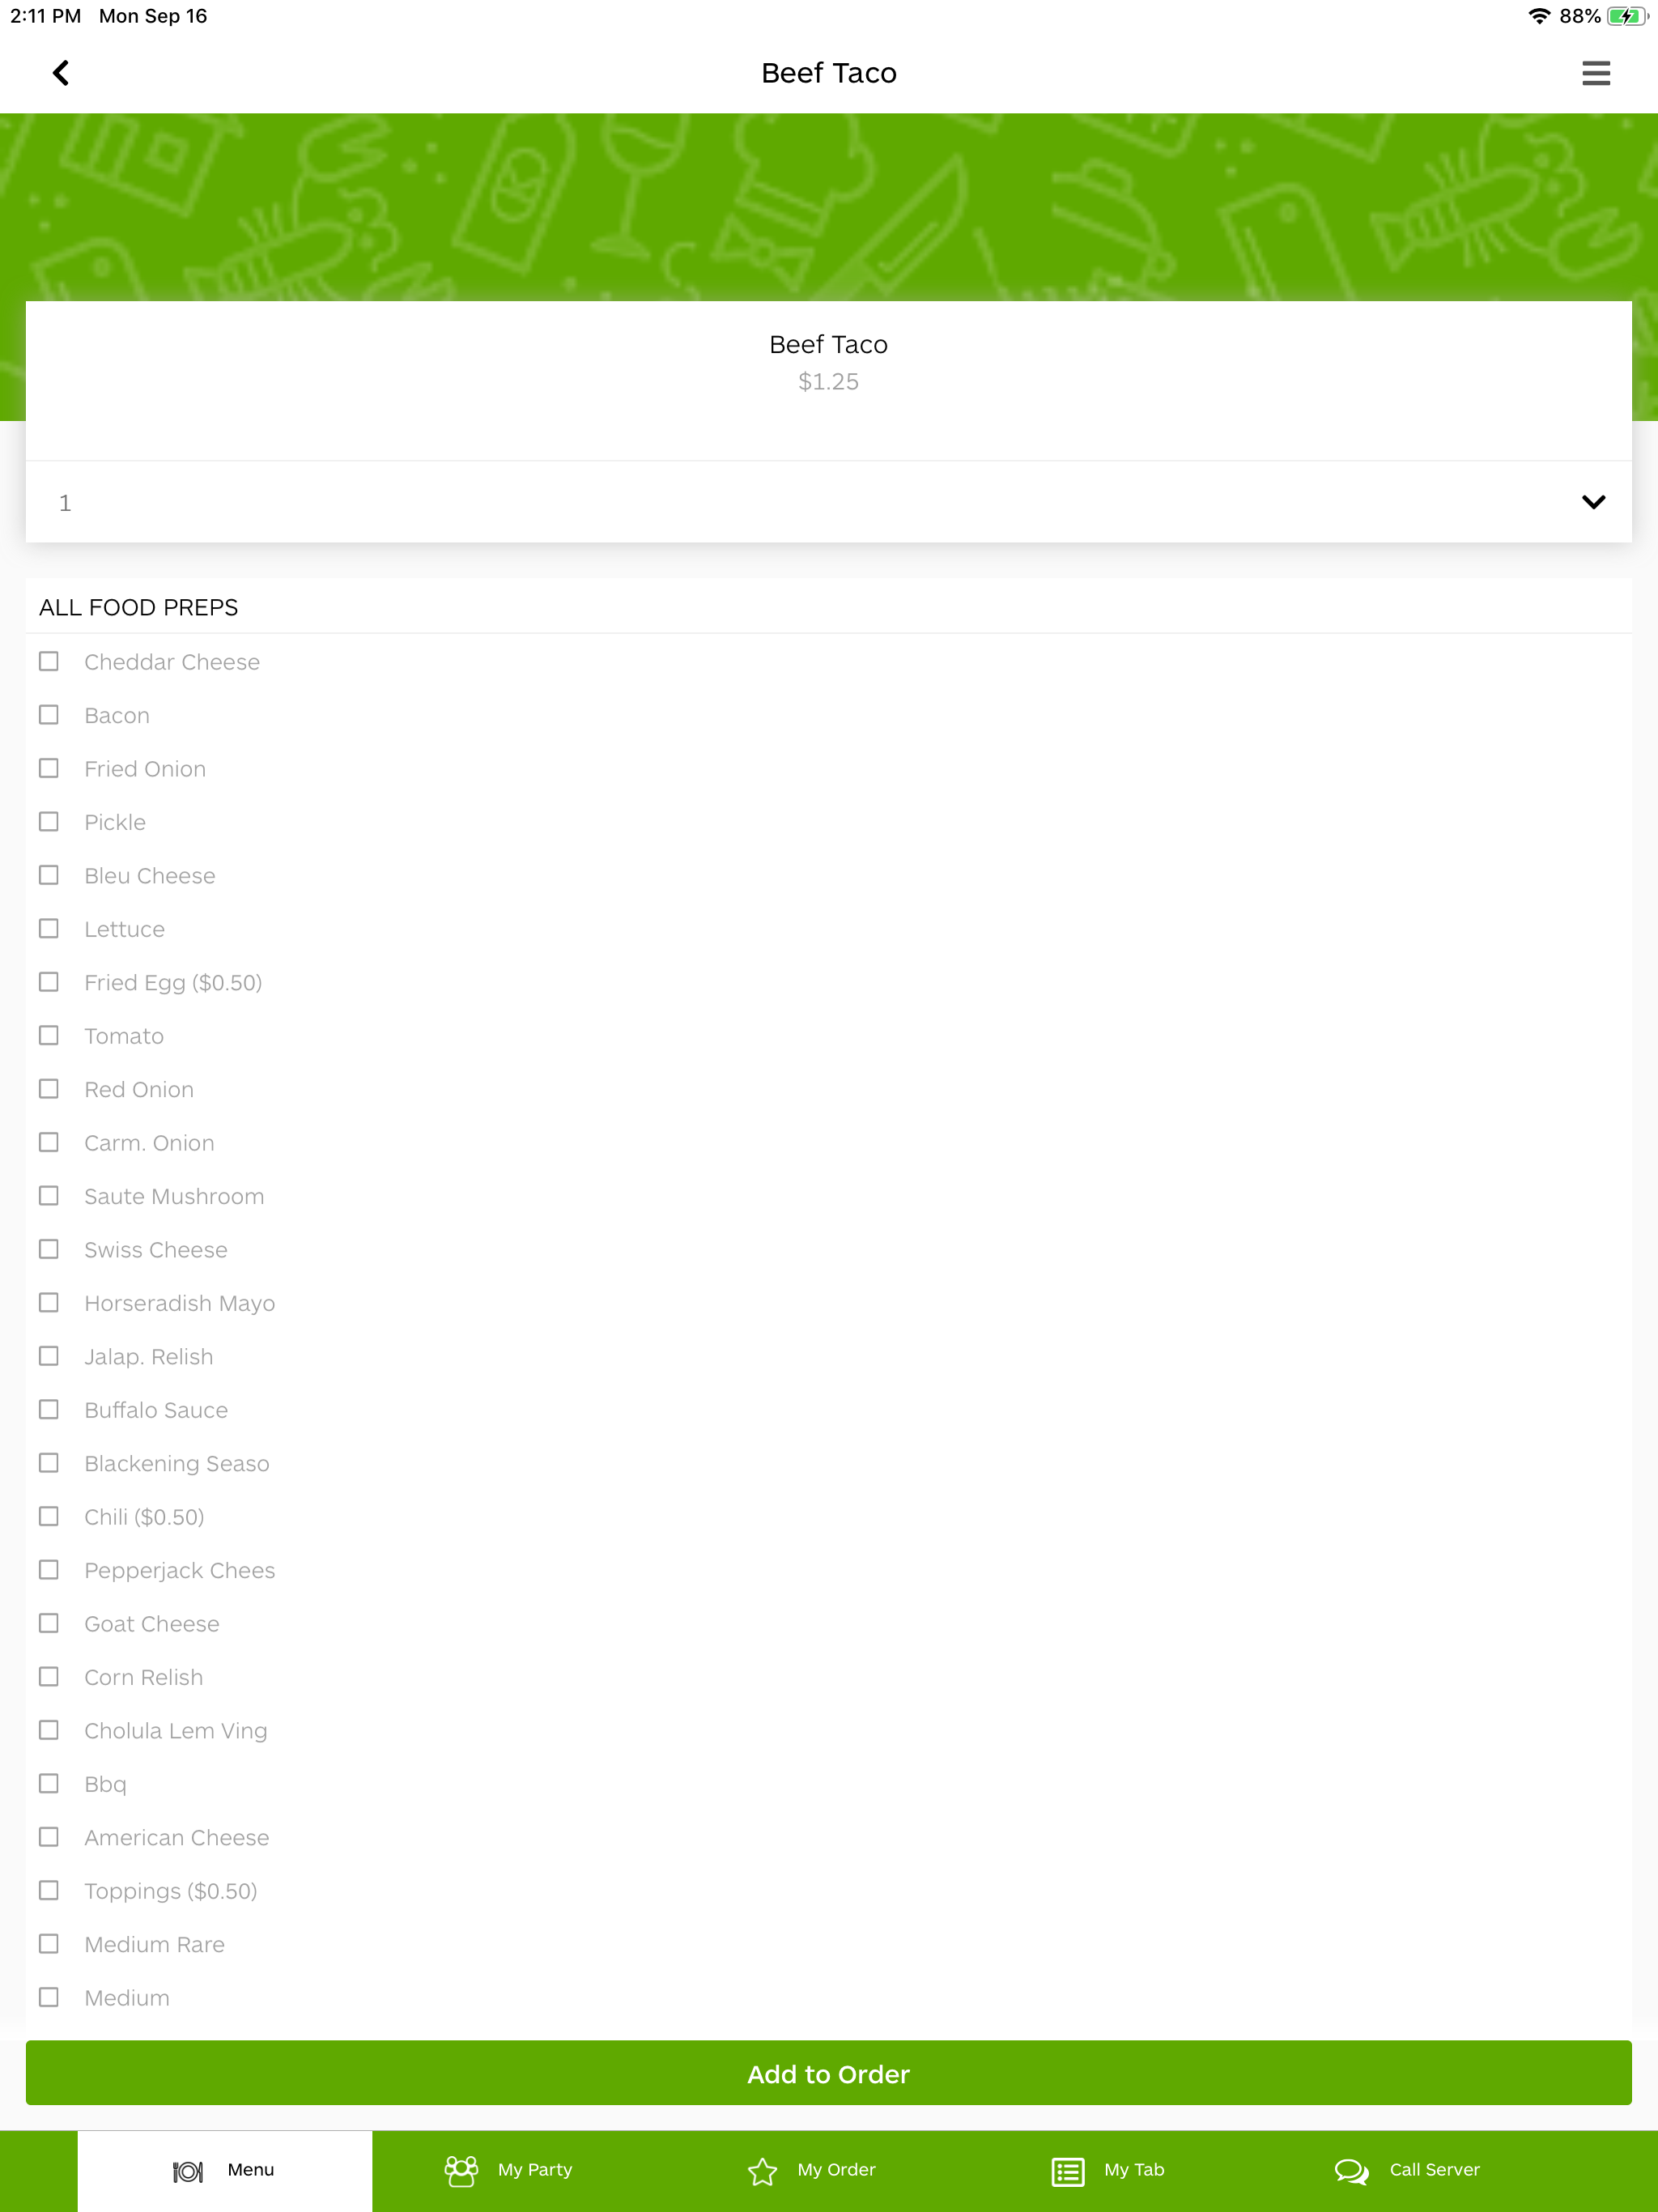 2:11 PM Mon Sep 16 88%
Beef Taco
Beef Taco
$1.25
1
ALL FOOD PREPS
Cheddar Cheese
Bacon
Fried Onion
Pickle
Bleu Cheese
Lettuce
Fried Egg ($0.50)
Tomato
Red Onion
Carm. Onion
Saute Mushroom
Swiss Cheese
Horseradish Mayo
Jalap. Relish
Buffalo Sauce
Blackening Seaso
Chili ($0.50)
Pepperjack Chees
Goat Cheese
Corn Relish
Cholula Lem Ving
Bbq
American Cheese
Toppings ($0.50)
Medium Rare
Medium
Add to Order
Menu My Party My Order My Tab Call Server